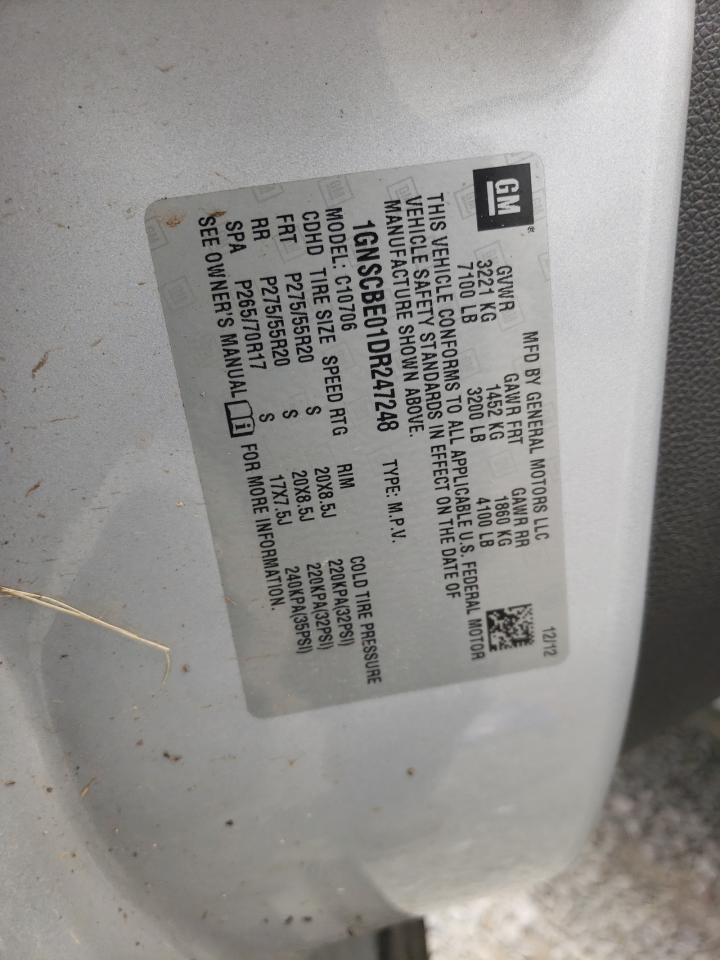 GM®
MFD BY GENERAL MOTORS LLC 12/12
GVWR GAWR FRT GAWR RR
3221 KG 1452 KG 1860 KG
7100 LB 3200 LB 4100 LB
THIS VEHICLE CONFORMS TO ALL APPLICABLE U.S. FEDERAL MOTOR
VEHICLE SAFETY STANDARDS IN EFFECT ON THE DATE OF
MANUFACTURE SHOWN ABOVE.
1GNSCBE01DR247248 TYPE: M.P.V.
MODEL: C10706
CDHD TIRE SIZE SPEED RTG RIM COLD TIRE PRESSURE
FRT P275/55R20 S 20X8.5J 220KPA(32PSI)
RR P275/55R20 S 20X8.5J 220KPA(32PSI)
SPA P265/70R17 S 17X7.5J 240KPA(35PSI)
SEE OWNER'S MANUAL i FOR MORE INFORMATION.